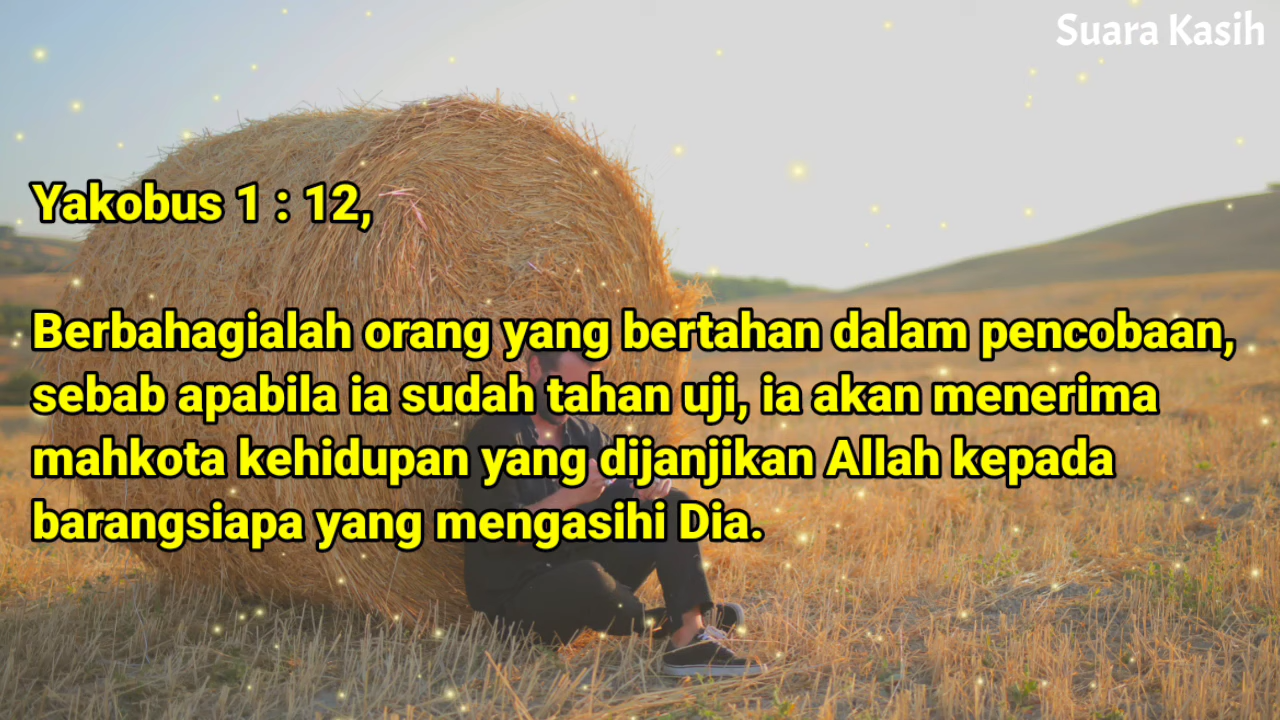 Suara Kasih
Yakobus 1 : 12,
Berbahagialah orang yang bertahan dalam pencobaan,
sebab apabila ia sudah tahan uji, ia akan menerima
mahkota kehidupan yang dijanjikan Allah kepada
barangsiapa yang mengasihi Dia.